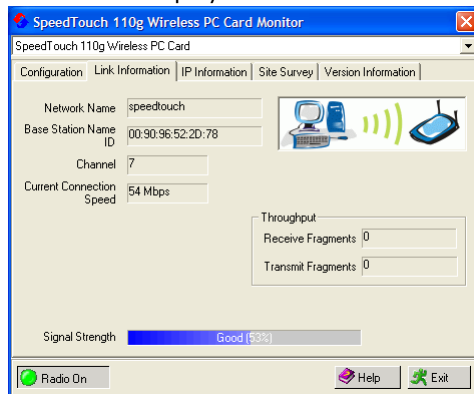 SpeedTouch 110g Wireless PC Card Monitor
SpeedTouch 110g Wireless PC Card
Configuration Link Information IP Information Site Survey Version Information
Network Name speedtouch
Base Station Name ID 00:90:96:52:2D:78
Channel 7
Current Connection Speed 54 Mbps
Throughput
Receive Fragments 0
Transmit Fragments 0
Signal Strength Good (53%)
Radio On Help Exit